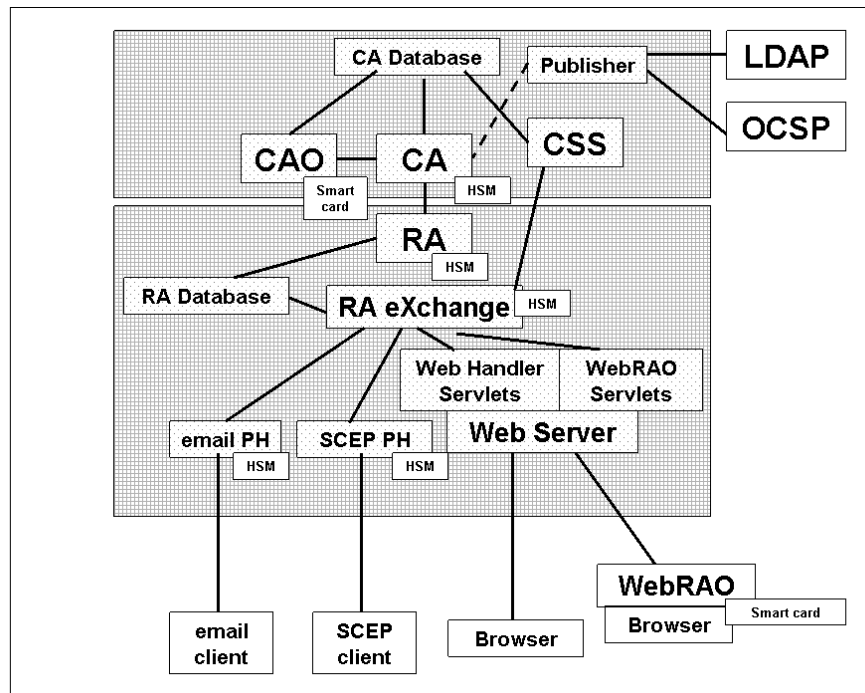 CA Database
Publisher
LDAP
OCSP
CAO
CA
CSS
Smart
card
HSM
RA
HSM
RA Database
RA eXchange
HSM
Web Handler
Servlets
WebRAO
Servlets
email PH
HSM
SCEP PH
HSM
Web Server
WebRAO
Smart card
Browser
email
client
SCEP
client
Browser